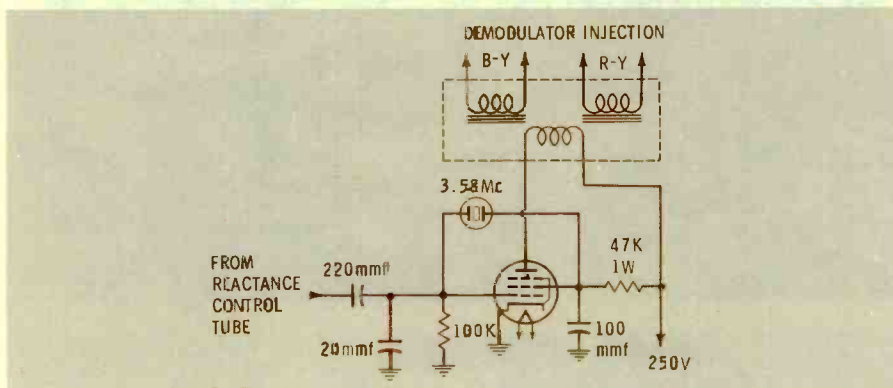 DEMODULATOR INJECTION
B-Y R-Y
3.58Mc
47K
1W
FROM
REACTANCE
CONTROL
TUBE
220mmf
20mmf
100K
100
mmf
250V